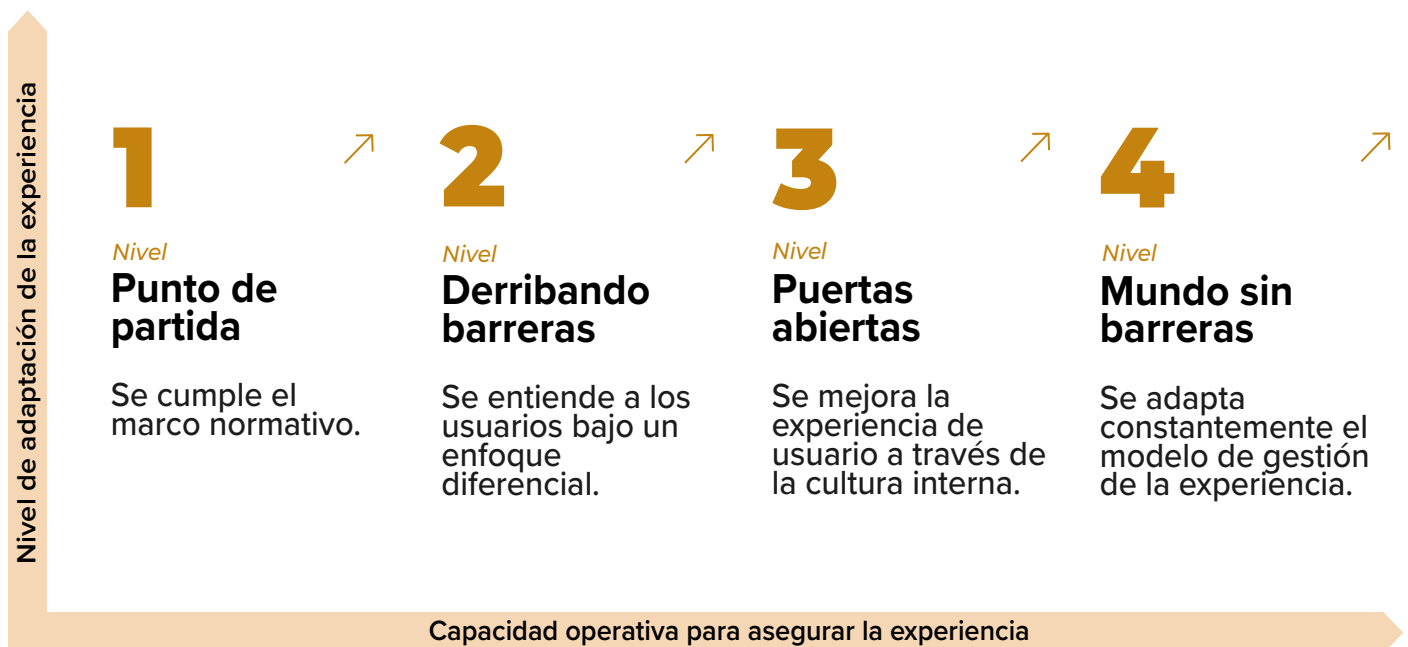 Nivel de adaptación de la experiencia
1
Nivel
Punto de
partida
Se cumple el
marco normativo.
2
Nivel
Derribando
barreras
Se entiende a los
usuarios bajo un
enfoque
diferencial.
3
Nivel
Puertas
abiertas
Se mejora la
experiencia de
usuario a través de
la cultura interna.
4
Nivel
Mundo sin
barreras
Se adapta
constantemente el
modelo de gestión
de la experiencia.
Capacidad operativa para asegurar la experiencia